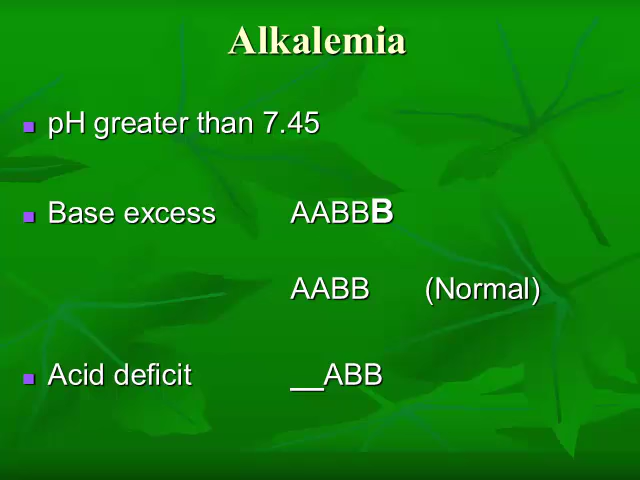 Alkalemia
pH greater than 7.45
Base excess AABBB
AABB (Normal)
Acid deficit __ABB